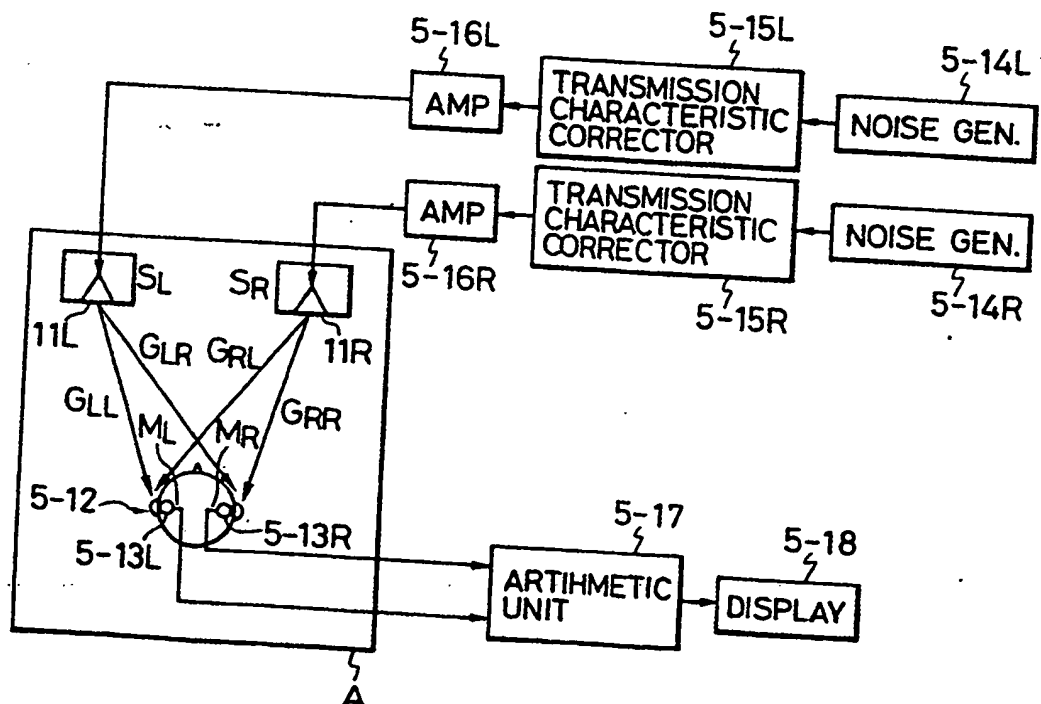 5-16L
5-15L
5-14L
AMP
TRANSMISSION
CHARACTERISTIC
CORRECTOR
NOISE GEN.
AMP
TRANSMISSION
CHARACTERISTIC
CORRECTOR
NOISE GEN.
5-16R
5-15R
5-14R
SL
SR
11L
11R
GLR
GRL
GLL
GRR
ML
MR
5-12
5-13L
5-13R
5-17
5-18
ARTIHMETIC
UNIT
DISPLAY
A